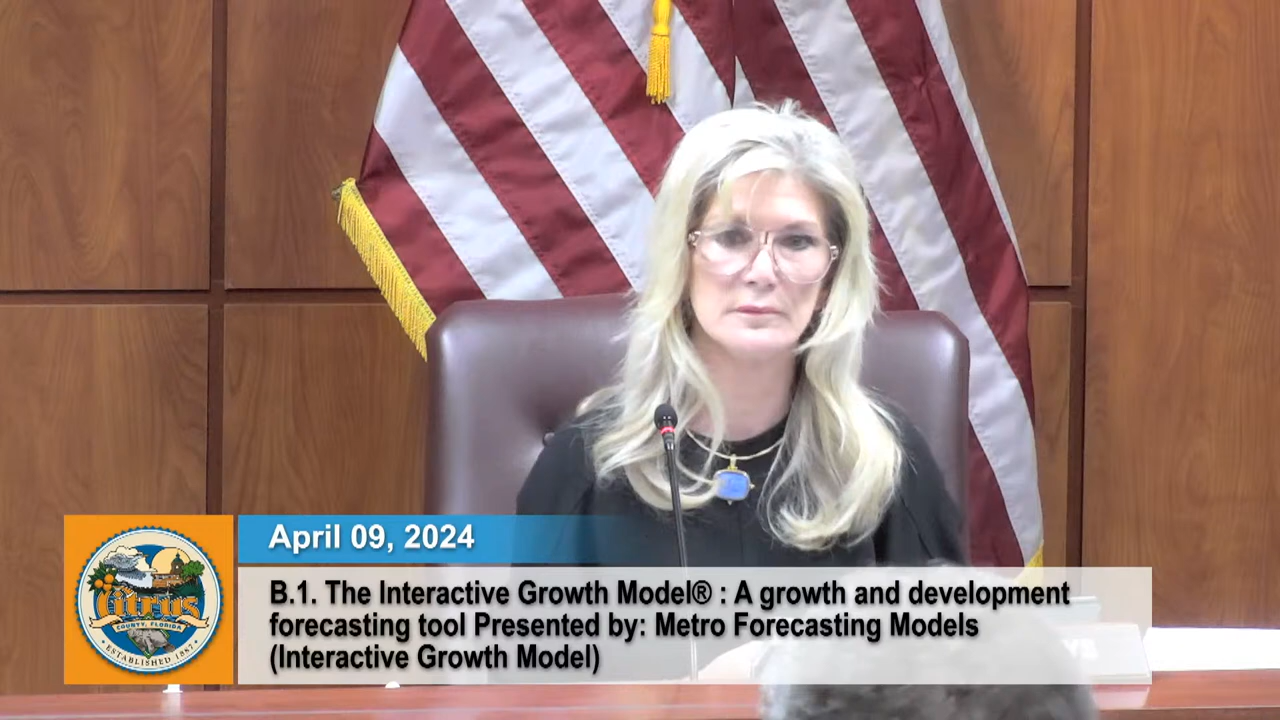 April 09, 2024
B.1. The Interactive Growth Model® : A growth and development
forecasting tool Presented by: Metro Forecasting Models
(Interactive Growth Model)
Citrus
COUNTY, FLORIDA
ESTABLISHED 1887